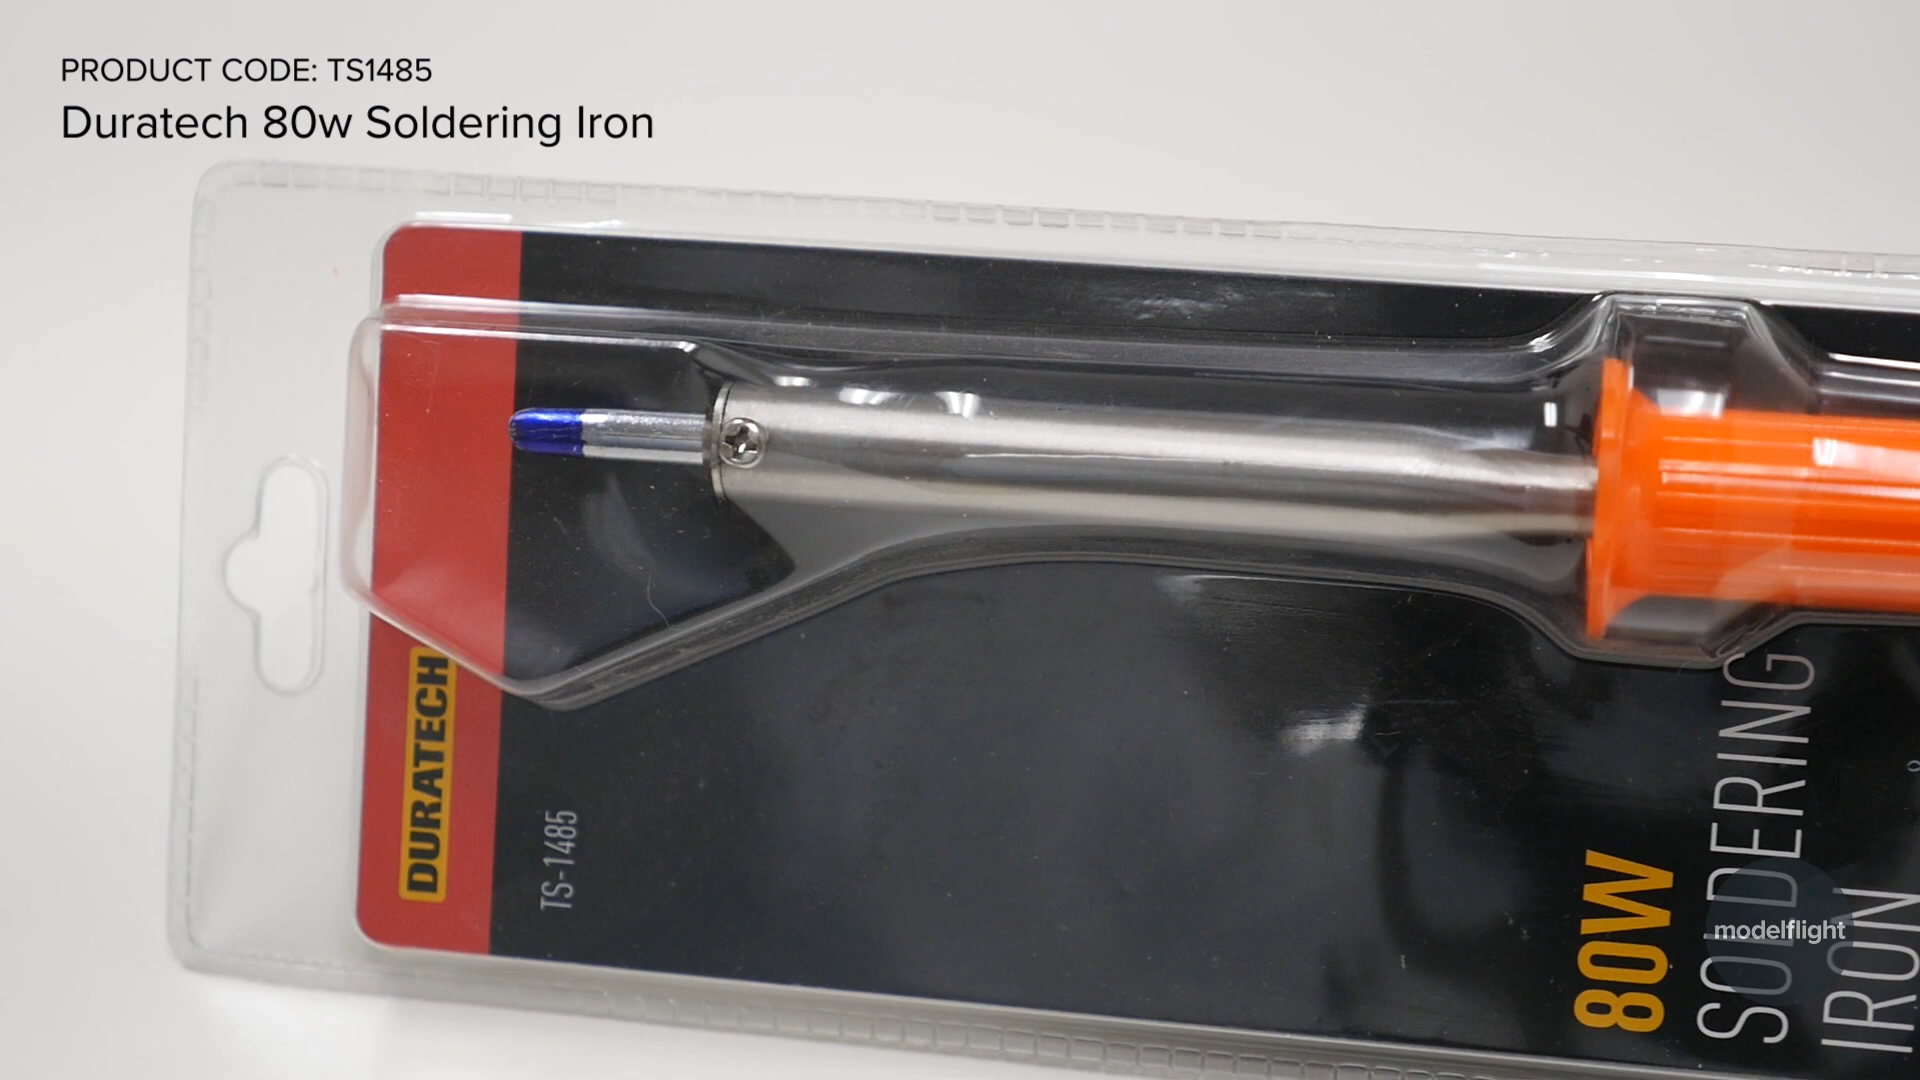 PRODUCT CODE: TS1485
Duratech 80w Soldering Iron
DURATECH
TS-1485
80W
SOLDERING
IRON
modelflight